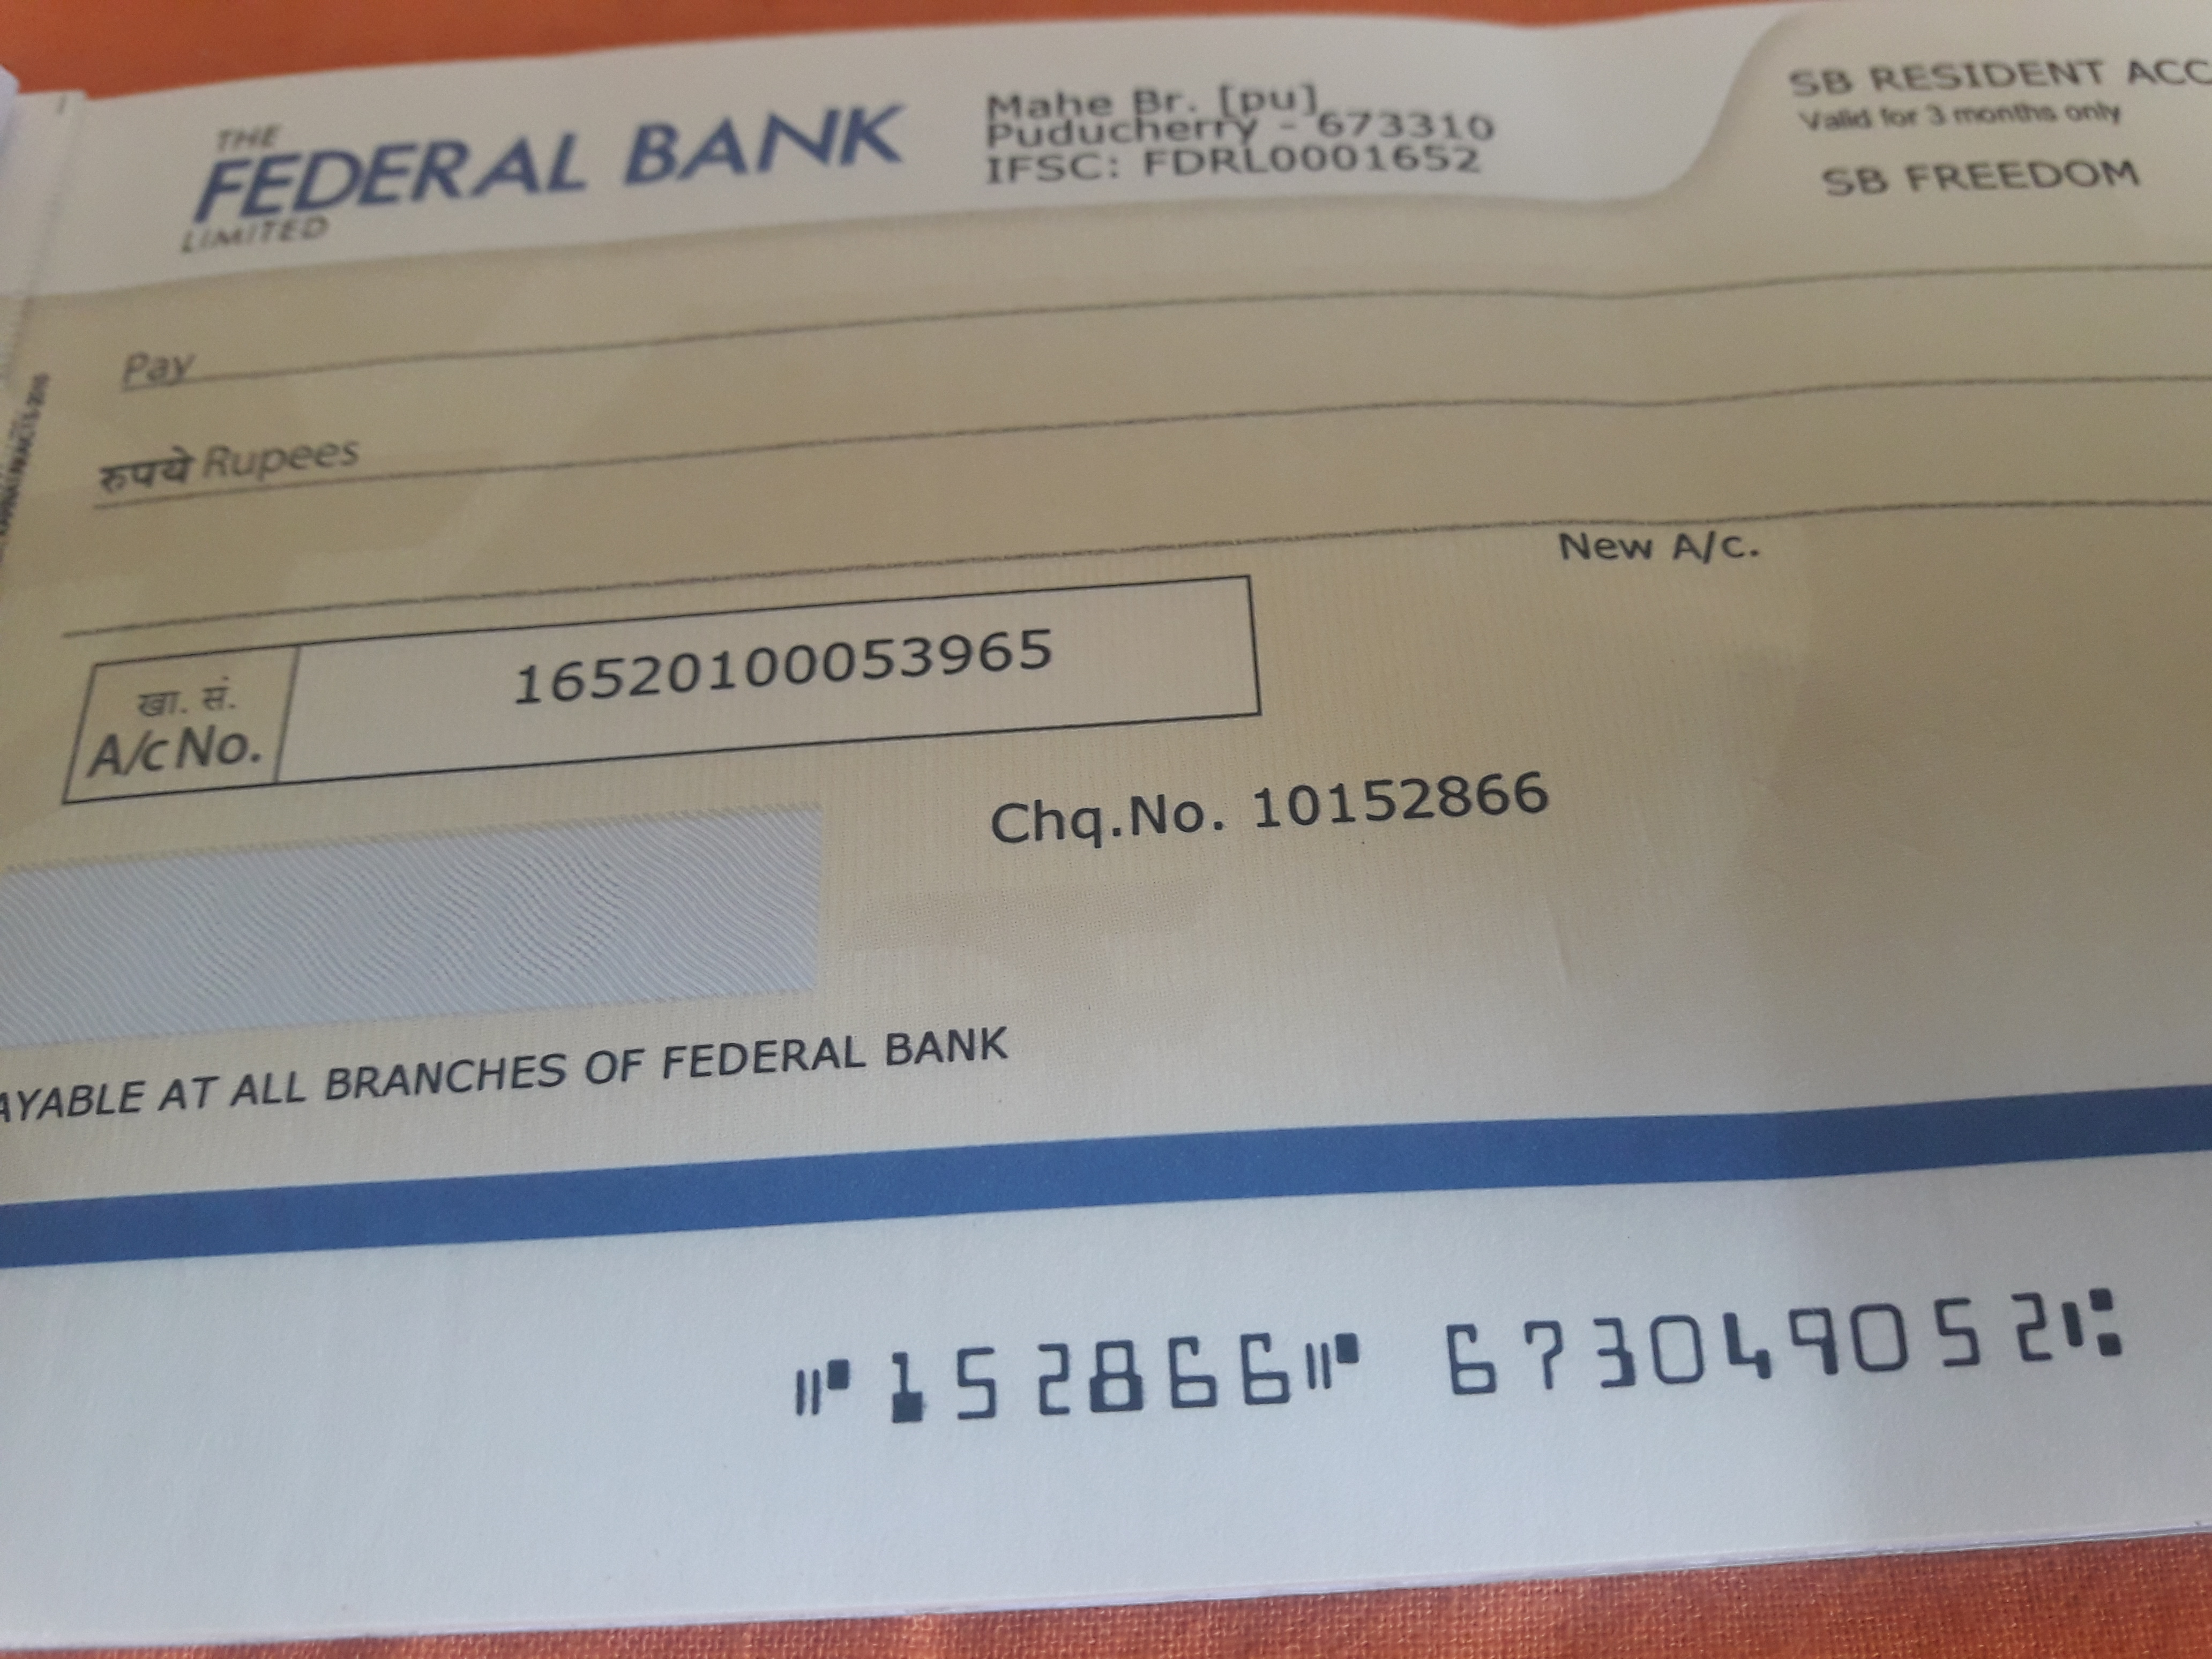 THE
FEDERAL BANK
LIMITED
Mahe Br. [pu]
Puducherry - 673310
IFSC: FDRL0001652
SB RESIDENT ACC
Valid for 3 months only
SB FREEDOM
Pay
रुपये Rupees
New A/c.
खा. सं.
A/c No.
16520100053965
Chq.No. 10152866
AYABLE AT ALL BRANCHES OF FEDERAL BANK
⑈152866⑈ 673049052⑆